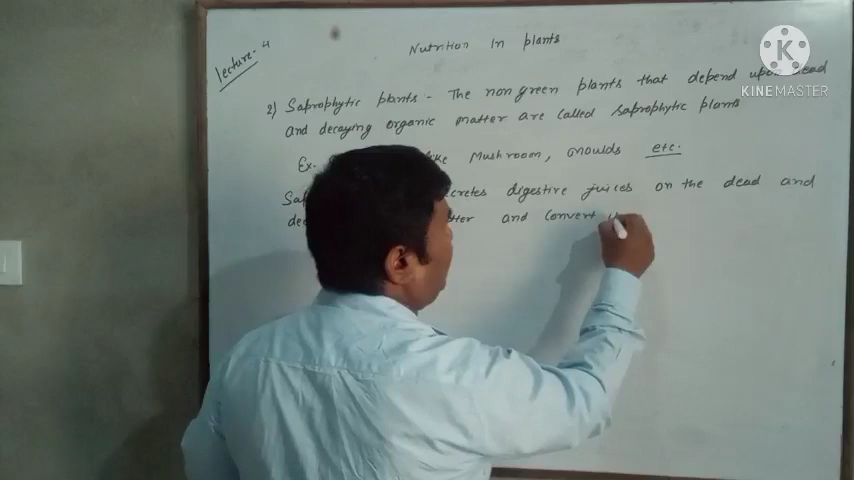 Lecture-4
Nutrition In plants
2) Saprophytic plants - The non green plants that depend upon dead
and decaying organic matter are called saprophytic plants
Ex. like Mushroom, moulds etc.
digestive juices on the dead and
and convert
KINEMASTER